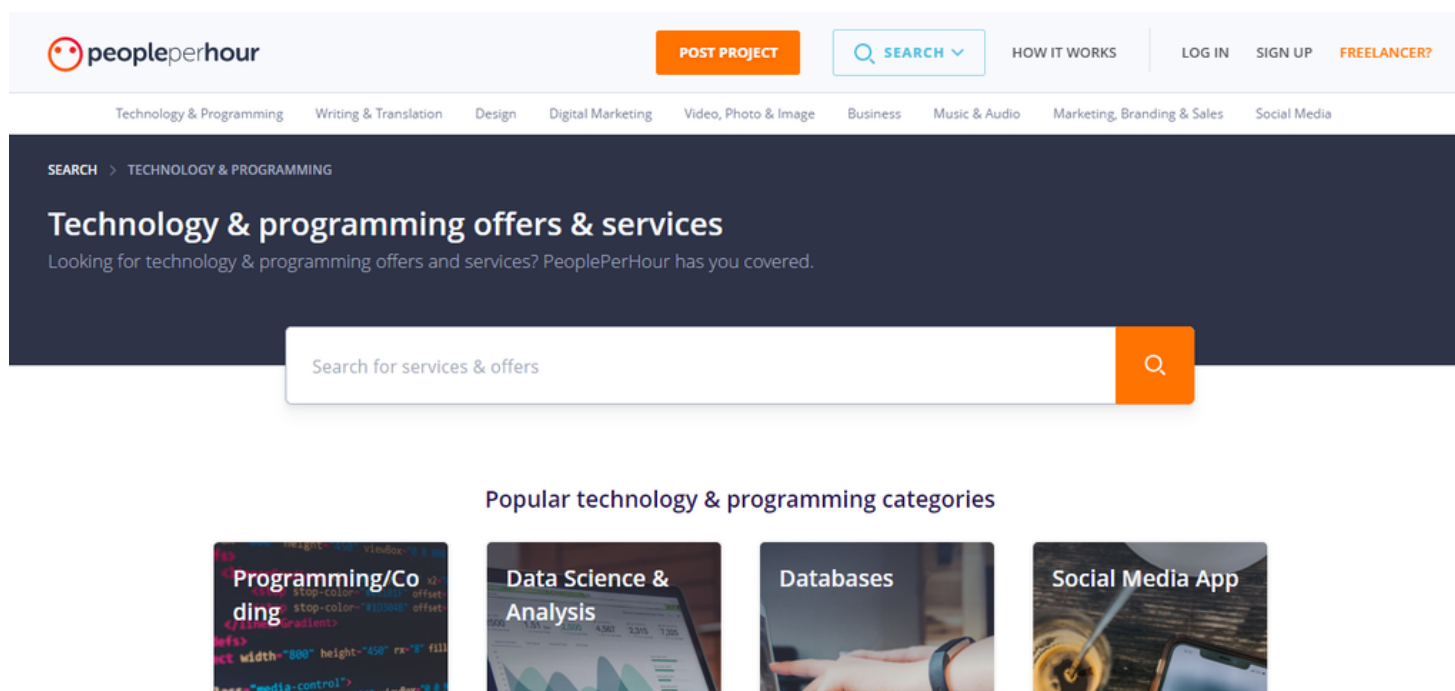 peopleperhour
POST PROJECT
SEARCH
HOW IT WORKS
LOG IN
SIGN UP
FREELANCER?
Technology & Programming
Writing & Translation
Design
Digital Marketing
Video, Photo & Image
Business
Music & Audio
Marketing, Branding & Sales
Social Media
SEARCH > TECHNOLOGY & PROGRAMMING
Technology & programming offers & services
Looking for technology & programming offers and services? PeoplePerHour has you covered.
Search for services & offers
Popular technology & programming categories
Programming/Co
ding
Data Science &
Analysis
Databases
Social Media App